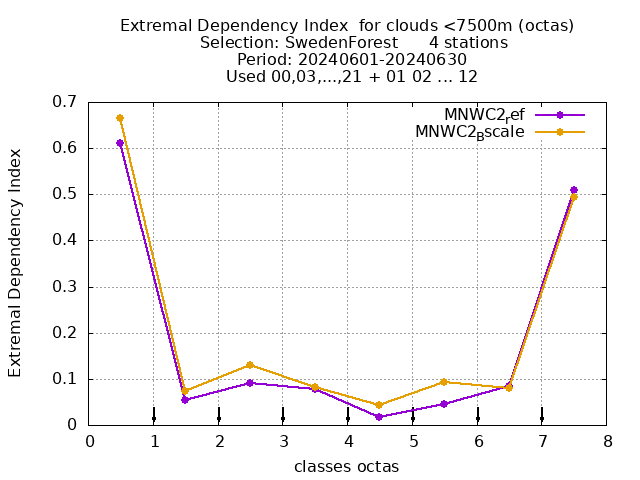 Extremal Dependency Index  for clouds <7500m (octas)
Selection: SwedenForest      4 stations
Period: 20240601-20240630
Used 00,03,...,21 + 01 02 ... 12
MNWC2ref
MNWC2Bscale
0.7
0.6
0.5
0.4
0.3
0.2
0.1
0
Extremal Dependency Index
0 1 2 3 4 5 6 7 8
classes octas